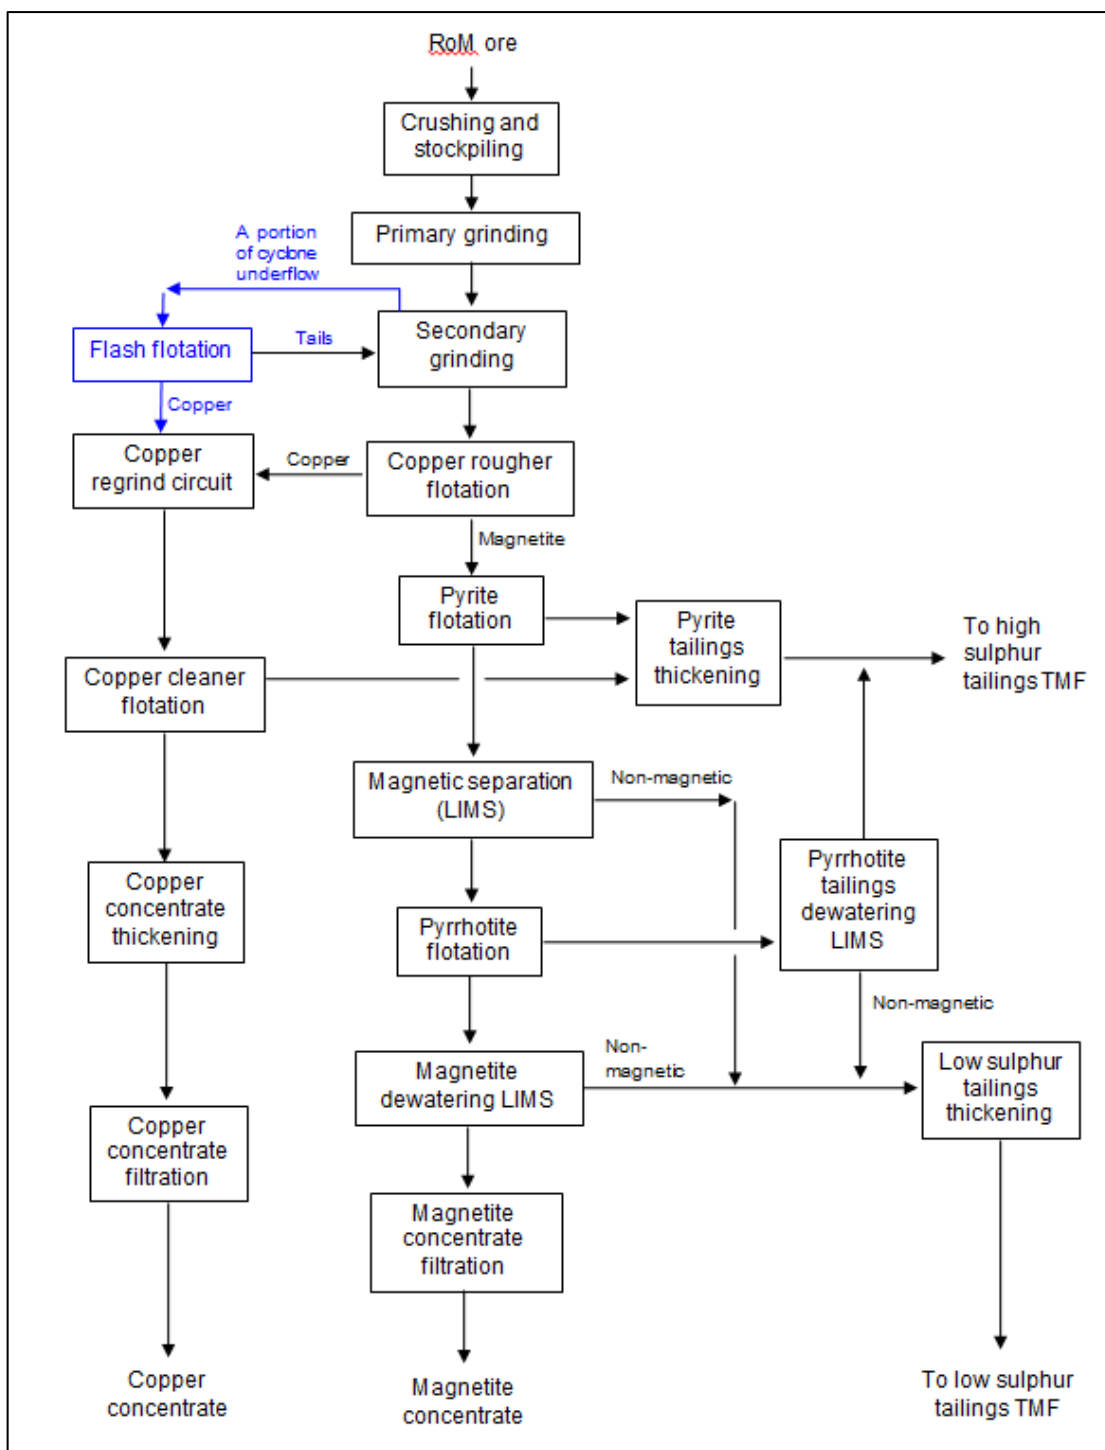 RoM ore
Crushing and
stockpiling
Primary grinding
A portion
of cyclone
underflow
Flash flotation
Tails
Secondary
grinding
Copper
Copper
regrind circuit
Copper
Copper rougher
flotation
Magnetite
Pyrite
flotation
Pyrite
tailings
thickening
To high
sulphur
tailings TMF
Copper cleaner
flotation
Magnetic separation
(LIMS)
Non-magnetic
Copper
concentrate
thickening
Pyrrhotite
flotation
Pyrrhotite
tailings
dewatering
LIMS
Non-magnetic
Magnetite
dewatering LIMS
Non-
magnetic
Low sulphur
tailings
thickening
Copper
concentrate
filtration
Magnetite
concentrate
filtration
Copper
concentrate
Magnetite
concentrate
To low sulphur
tailings TMF